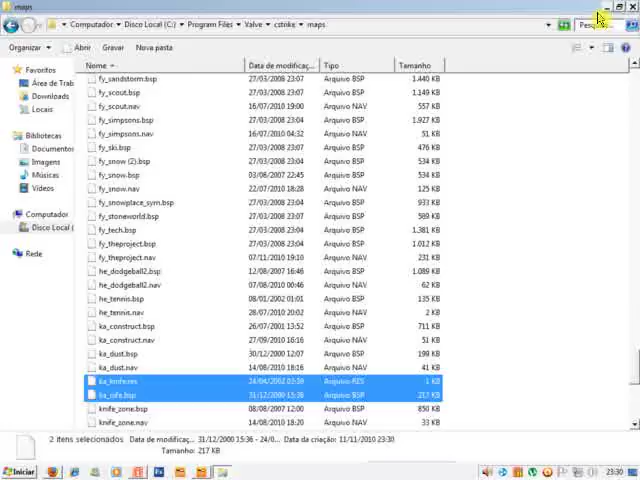 maps
Computador ▸ Disco Local (C:) ▸ Program Files ▸ Valve ▸ cstrike ▸ maps
Organizar Abrir Gravar Nova pasta
Favoritos
Área de Trab
Downloads
Locais
Bibliotecas
Documentos
Imagens
Músicas
Vídeos
Computador
Disco Local (
Rede
Nome Data de modificaç... Tipo Tamanho
fy_sandstorm.bsp 27/03/2008 23:07 Arquivo BSP 1.440 KB
fy_scout.bsp 27/03/2008 23:07 Arquivo BSP 1.149 KB
fy_scout.nav 16/07/2010 19:00 Arquivo NAV 557 KB
fy_simpsons.bsp 27/03/2008 23:07 Arquivo BSP 1.927 KB
fy_simpsons.nav 16/07/2010 04:32 Arquivo NAV 51 KB
fy_ski.bsp 27/03/2008 23:07 Arquivo BSP 476 KB
fy_snow (2).bsp 27/03/2008 23:07 Arquivo BSP 534 KB
fy_snow.bsp 03/08/2007 22:45 Arquivo BSP 534 KB
fy_snow.nav 22/07/2010 18:28 Arquivo NAV 125 KB
fy_snowplace_sym.bsp 27/03/2008 23:04 Arquivo BSP 933 KB
fy_stoneworld.bsp 27/03/2008 23:04 Arquivo BSP 589 KB
fy_tech.bsp 27/03/2008 23:04 Arquivo BSP 1.381 KB
fy_theproject.bsp 27/03/2008 23:04 Arquivo BSP 1.012 KB
fy_theproject.nav 07/11/2010 19:10 Arquivo NAV 231 KB
he_dodgeball2.bsp 12/08/2007 16:46 Arquivo BSP 1.089 KB
he_dodgeball2.nav 07/08/2010 00:46 Arquivo NAV 62 KB
he_tennis.bsp 08/01/2002 01:01 Arquivo BSP 135 KB
he_tennis.nav 28/07/2010 20:02 Arquivo NAV 2 KB
ka_construct.bsp 26/07/2001 13:52 Arquivo BSP 711 KB
ka_construct.nav 27/09/2010 16:16 Arquivo NAV 51 KB
ka_dust.bsp 30/12/2000 12:07 Arquivo BSP 199 KB
ka_dust.nav 14/08/2010 18:16 Arquivo NAV 41 KB
ka_knife.res 24/04/2002 03:39 Arquivo RES 1 KB
31/12/2000 15:36 Arquivo BSP 217 KB
knife_zone.bsp 08/08/2007 12:00 Arquivo BSP 850 KB
knife_zone.nav 14/08/2010 18:20 Arquivo NAV 33 KB
2 itens selecionados Data de modificaç... 31/12/2000 15:36 - 24/0... Data da criação: 11/11/2010 23:30
Tamanho: 217 KB
Iniciar
23:30